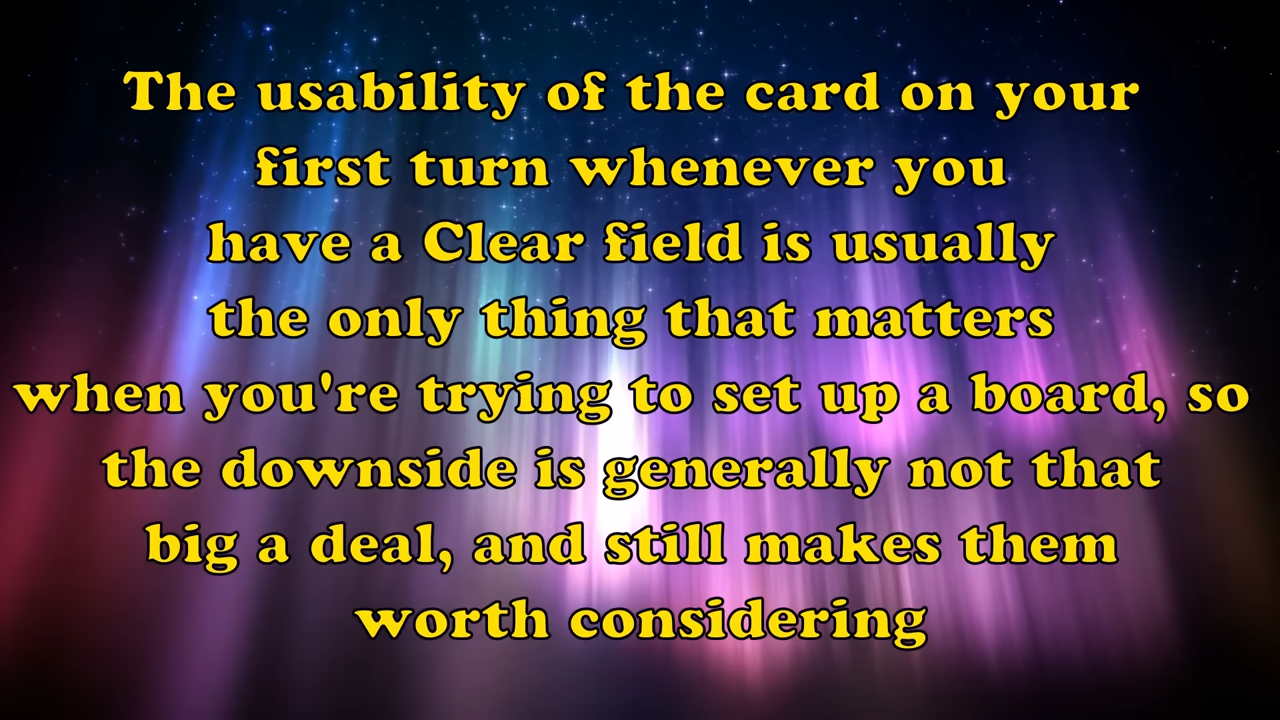 The usability of the card on your
first turn whenever you
have a Clear field is usually
the only thing that matters
when you're trying to set up a board, so
the downside is generally not that
big a deal, and still makes them
worth considering